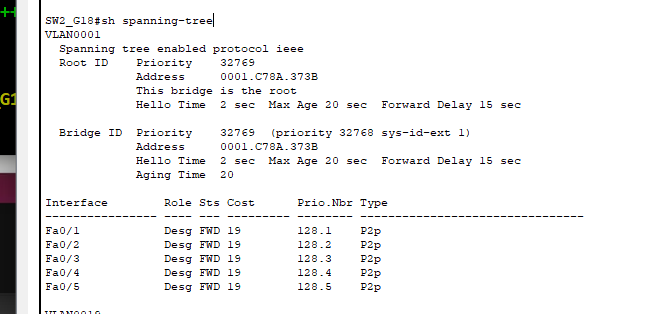 ++
G1
SW2_G18#sh spanning-tree
VLAN0001
  Spanning tree enabled protocol ieee
  Root ID    Priority    32769
             Address     0001.C78A.373B
             This bridge is the root
             Hello Time  2 sec  Max Age 20 sec  Forward Delay 15 sec

  Bridge ID  Priority    32769  (priority 32768 sys-id-ext 1)
             Address     0001.C78A.373B
             Hello Time  2 sec  Max Age 20 sec  Forward Delay 15 sec
             Aging Time  20

Interface        Role Sts Cost      Prio.Nbr Type
---------------- ---- --- --------- -------- --------------------------------
Fa0/1            Desg FWD 19        128.1    P2p
Fa0/2            Desg FWD 19        128.2    P2p
Fa0/3            Desg FWD 19        128.3    P2p
Fa0/4            Desg FWD 19        128.4    P2p
Fa0/5            Desg FWD 19        128.5    P2p